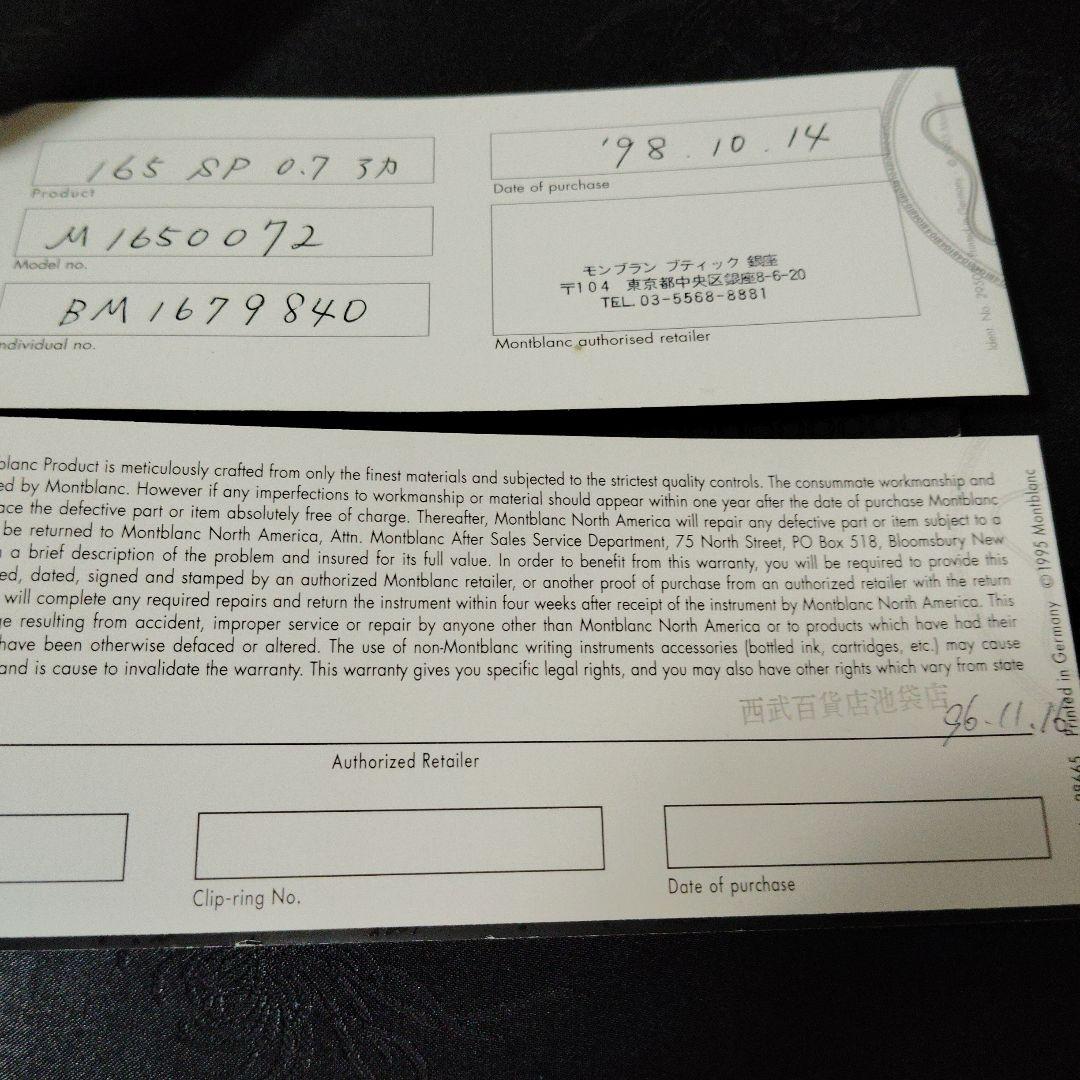 165 SP 0.7 3カ
Product
M1650072
Model no.
BM1679840
ndividual no.
'98.10.14
Date of purchase
モンブラン ブティック 銀座
〒104 東京都中央区銀座8-6-20
TEL.03-5568-8881
Montblanc authorised retailer
Ident. No.
Printed in Germany
blanc Product is meticulously crafted from only the finest materials and subjected to the strictest quality controls. The consummate workmanship and
ed by Montblanc. However if any imperfections to workmanship or material should appear within one year after the date of purchase Montblanc
ace the defective part or item absolutely free of charge. Thereafter, Montblanc North America will repair any defective part or item subject to a
be returned to Montblanc North America, Attn. Montblanc After Sales Service Department, 75 North Street, PO Box 518, Bloomsbury New
a brief description of the problem and insured for its full value. In order to benefit from this warranty, you will be required to provide this
ed, dated, signed and stamped by an authorized Montblanc retailer, or another proof of purchase from an authorized retailer with the return
will complete any required repairs and return the instrument within four weeks after receipt of the instrument by Montblanc North America. This
ge resulting from accident, improper service or repair by anyone other than Montblanc North America or to products which have had their
have been otherwise defaced or altered. The use of non-Montblanc writing instruments accessories (bottled ink, cartridges, etc.) may cause
and is cause to invalidate the warranty. This warranty gives you specific legal rights, and you may also have other rights which vary from state
西武百貨店池袋店
96.11.16
Authorized Retailer
Clip-ring No.
Date of purchase
Printed in Germany ©1995 Montblanc